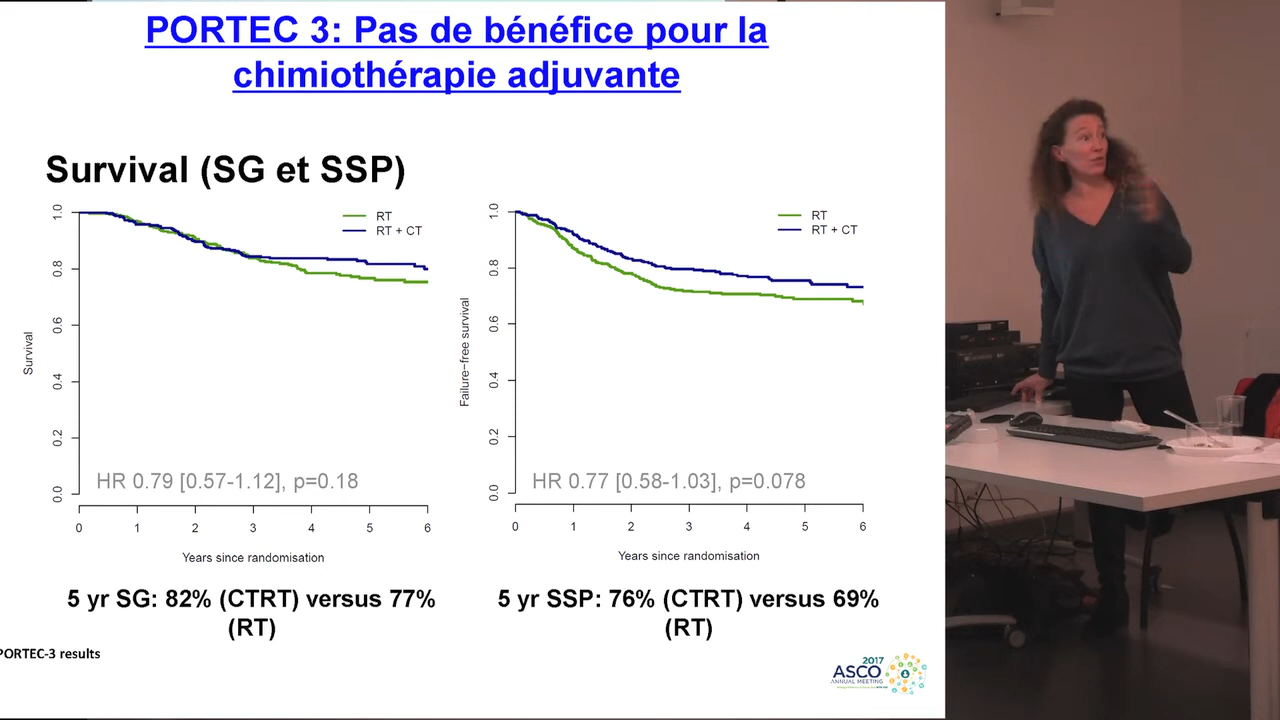 PORTEC 3: Pas de bénéfice pour la
chimiothérapie adjuvante
Survival (SG et SSP)
1.0
0.8
0.6
0.4
0.2
0.0
Survival
RT
RT + CT
HR 0.79 [0.57-1.12], p=0.18
0 1 2 3 4 5 6
Years since randomisation
5 yr SG: 82% (CTRT) versus 77%
(RT)
1.0
0.8
0.6
0.4
0.2
0.0
Failure-free survival
RT
RT + CT
HR 0.77 [0.58-1.03], p=0.078
0 1 2 3 4 5 6
Years since randomisation
5 yr SSP: 76% (CTRT) versus 69%
(RT)
PORTEC-3 results
2017
ASCO
ANNUAL MEETING